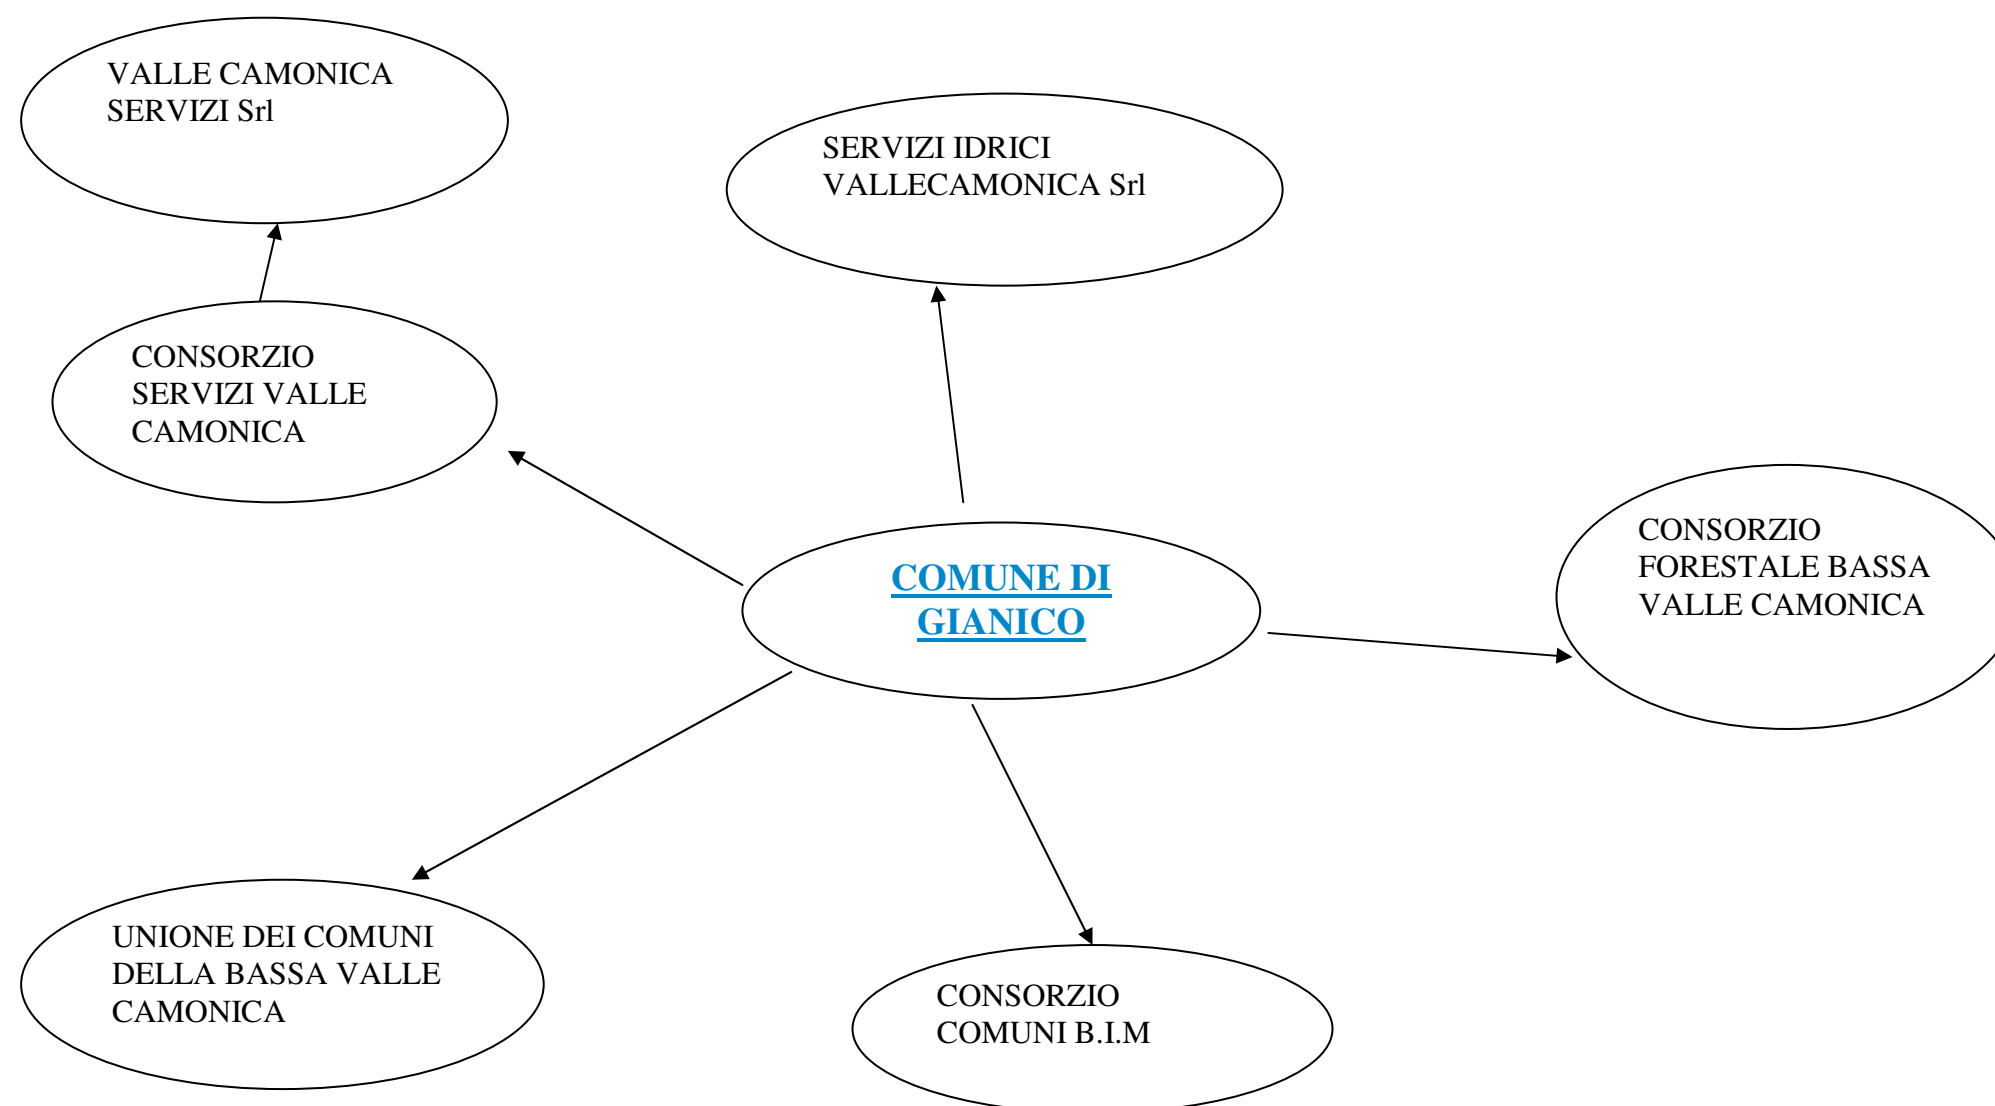 VALLE CAMONICA
SERVIZI Srl
SERVIZI IDRICI
VALLECAMONICA Srl
CONSORZIO
SERVIZI VALLE
CAMONICA
COMUNE DI
GIANICO
CONSORZIO
FORESTALE BASSA
VALLE CAMONICA
UNIONE DEI COMUNI
DELLA BASSA VALLE
CAMONICA
CONSORZIO
COMUNI B.I.M